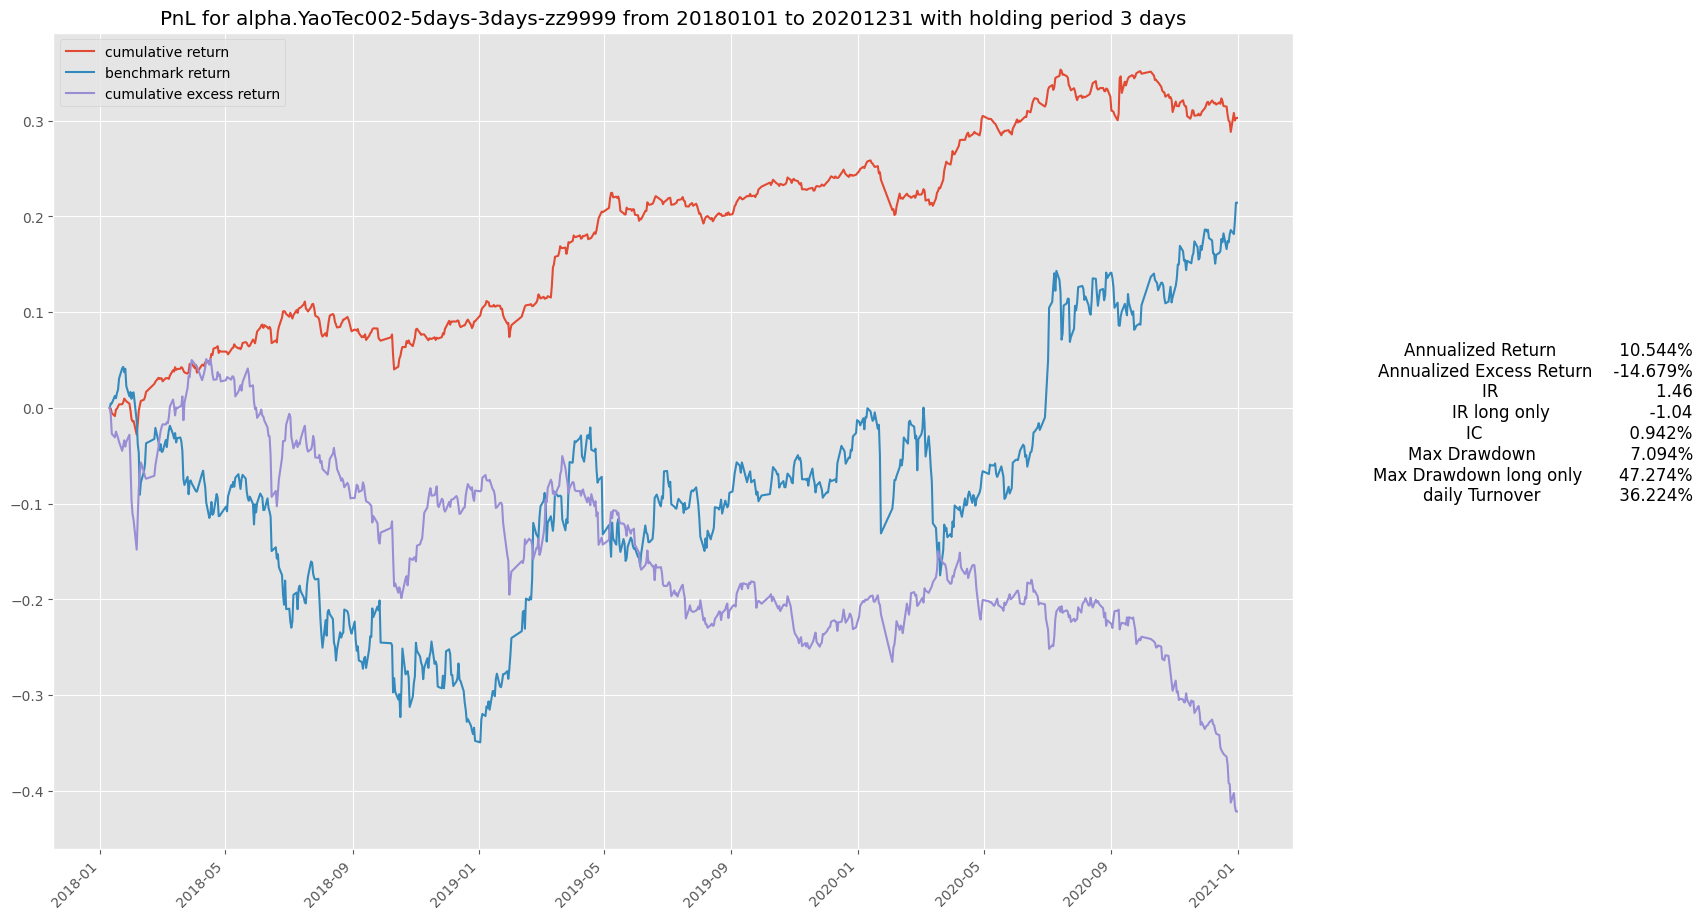 PnL for alpha.YaoTec002-5days-3days-zz9999 from 20180101 to 20201231 with holding period 3 days
cumulative return
benchmark return
cumulative excess return
0.3
0.2
0.1
0.0
−0.1
−0.2
−0.3
−0.4
2018-01
2018-05
2018-09
2019-01
2019-05
2019-09
2020-01
2020-05
2020-09
2021-01
Annualized Return 10.544%
Annualized Excess Return -14.679%
IR 1.46
IR long only -1.04
IC 0.942%
Max Drawdown 7.094%
Max Drawdown long only 47.274%
daily Turnover 36.224%